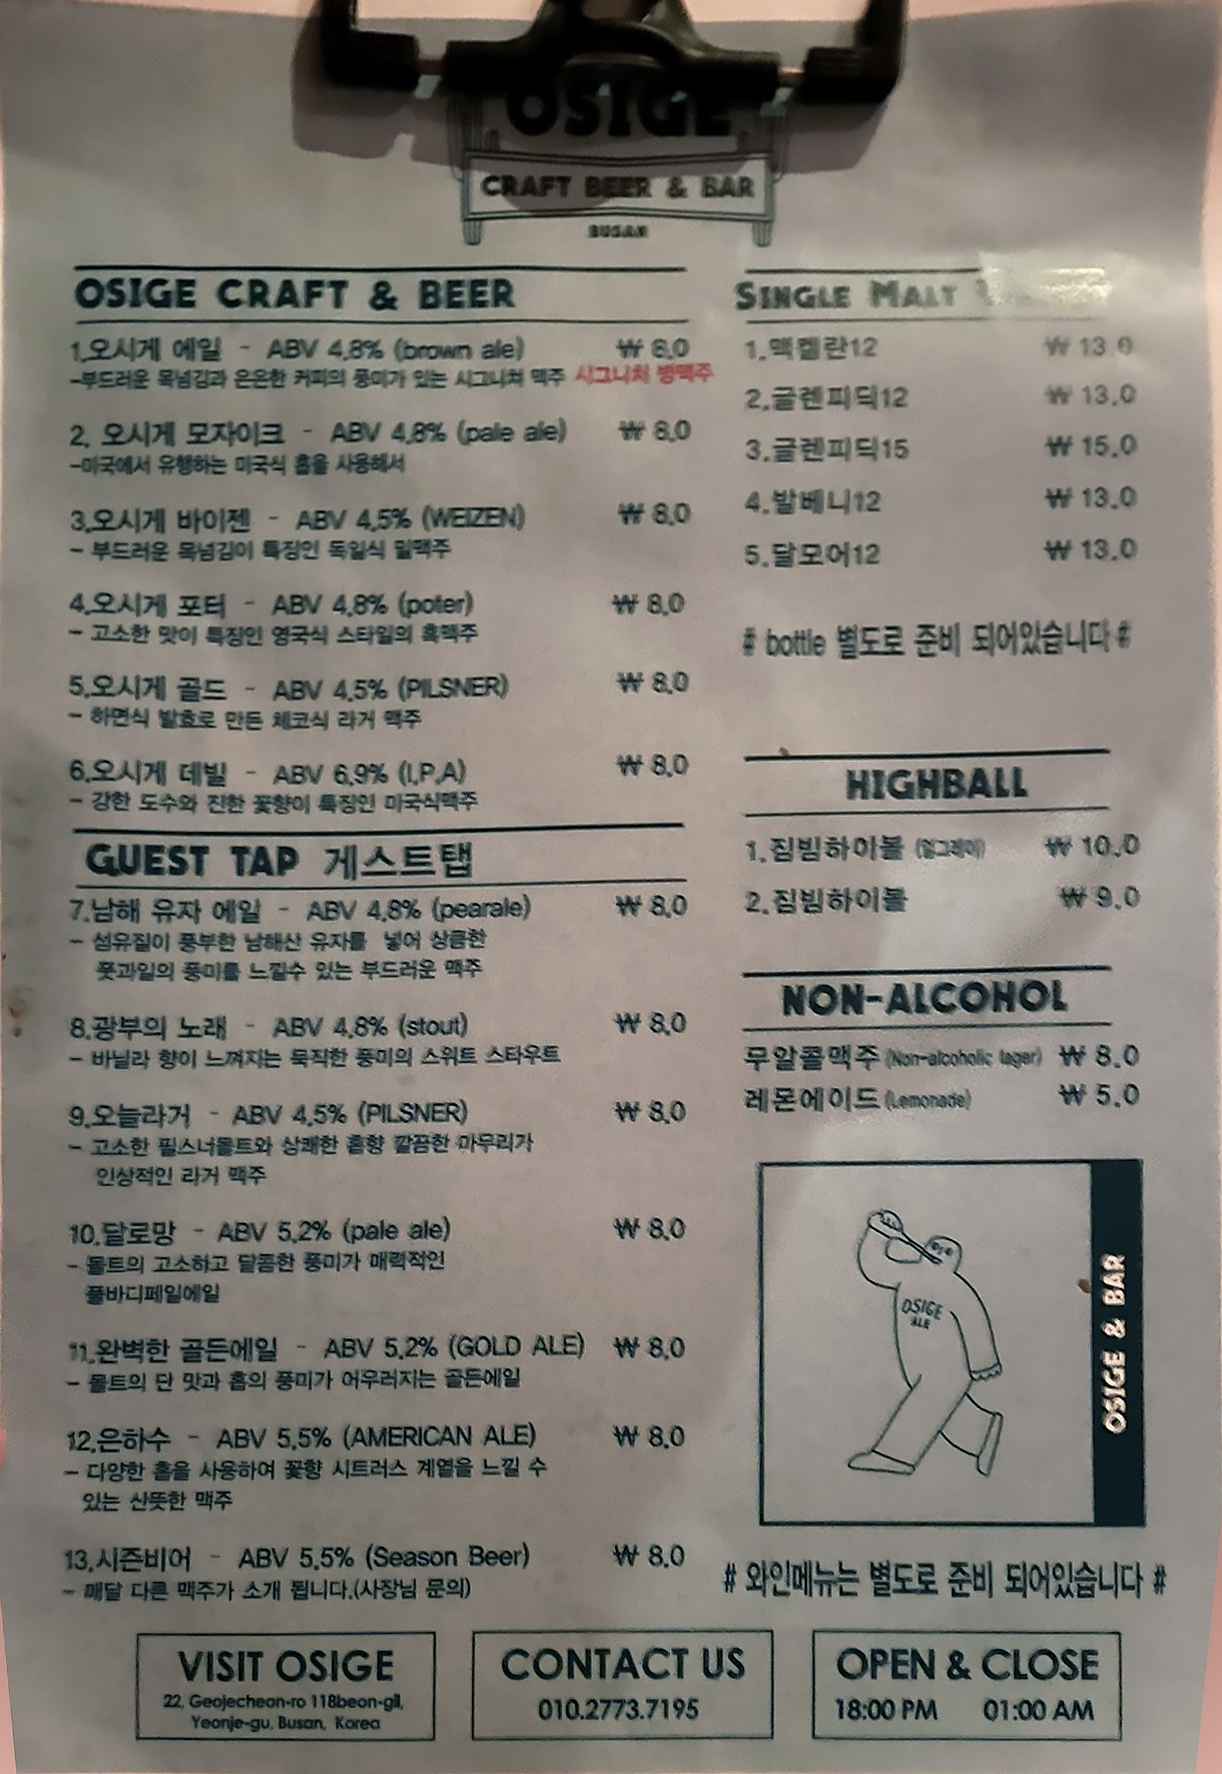 OSIGE
CRAFT BEER & BAR
BUSAN
OSIGE CRAFT & BEER
1.오시게 에일 - ABV 4.8% (brown ale) ₩ 8.0
-부드러운 목넘김과 은은한 커피의 풍미가 있는 시그니쳐 맥주 시그니처 병맥주
2. 오시게 모자이크 - ABV 4.8% (pale ale) ₩ 8.0
-미국에서 유행하는 미국식 홉을 사용해서
3.오시게 바이젠 - ABV 4.5% (WEIZEN) ₩ 8.0
- 부드러운 목넘김이 특징인 독일식 밀맥주
4.오시게 포터 - ABV 4.8% (poter) ₩ 8.0
- 고소한 맛이 특징인 영국식 스타일의 흑맥주
5.오시게 골드 - ABV 4.5% (PILSNER) ₩ 8.0
- 하면식 발효로 만든 체코식 라거 맥주
6.오시게 데빌 - ABV 6.9% (I.P.A) ₩ 8.0
- 강한 도수와 진한 꽃향이 특징인 미국식맥주
GUEST TAP 게스트탭
7.남해 유자 에일 - ABV 4.8% (pearale) ₩ 8.0
- 섬유질이 풍부한 남해산 유자를 넣어 상큼한
풋과일의 풍미를 느낄수 있는 부드러운 맥주
8.광부의 노래 - ABV 4.8% (stout) ₩ 8.0
- 바닐라 향이 느껴지는 묵직한 풍미의 스위트 스타우트
9.오늘라거 - ABV 4.5% (PILSNER) ₩ 8.0
- 고소한 필스너몰트와 상쾌한 홉향 깔끔한 마무리가
인상적인 라거 맥주
10.달로망 - ABV 5.2% (pale ale) ₩ 8.0
- 몰트의 고소하고 달콤한 풍미가 매력적인
풀바디페일에일
11.완벽한 골든에일 - ABV 5.2% (GOLD ALE) ₩ 8.0
- 몰트의 단 맛과 홉의 풍미가 어우러지는 골든에일
12.은하수 - ABV 5.5% (AMERICAN ALE) ₩ 8.0
- 다양한 홉을 사용하여 꽃향 시트러스 계열을 느낄 수
있는 산뜻한 맥주
13.시즌비어 - ABV 5.5% (Season Beer) ₩ 8.0
- 매달 다른 맥주가 소개 됩니다.(사장님 문의)
SINGLE MALT
1.맥켈란12 ₩ 13.0
2.글렌피딕12 ₩ 13.0
3.글렌피딕15 ₩ 15.0
4.발베니12 ₩ 13.0
5.달모어12 ₩ 13.0
# bottle 별도로 준비 되어있습니다 #
HIGHBALL
1.짐빔하이볼 (얼그레이) ₩ 10.0
2.짐빔하이볼 ₩ 9.0
NON-ALCOHOL
무알콜맥주 (Non-alcoholic lager) ₩ 8.0
레몬에이드 (Lemonade) ₩ 5.0
OSIGE
ALE
OSIGE & BAR
# 와인메뉴는 별도로 준비 되어있습니다 #
VISIT OSIGE
22, Geojecheon-ro 118beon-gil,
Yeonje-gu, Busan, Korea
CONTACT US
010.2773.7195
OPEN & CLOSE
18:00 PM 01:00 AM